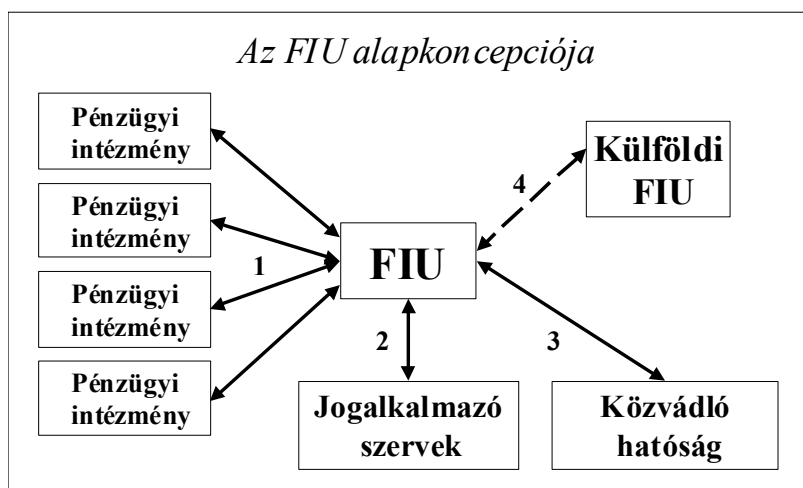 Az FIU alapkoncepciója
Pénzügyi
intézmény
Pénzügyi
intézmény
1
Pénzügyi
intézmény
Pénzügyi
intézmény
FIU
4
Külföldi
FIU
2
3
Jogalkalmazó
szervek
Közvádló
hatóság